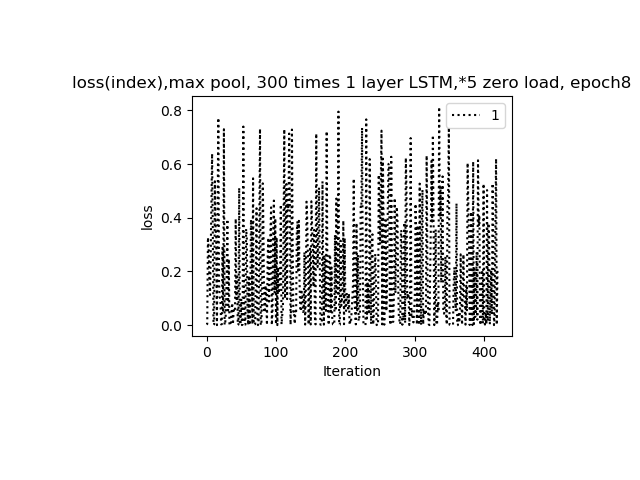 loss(index),max pool, 300 times 1 layer LSTM,*5 zero load, epoch8
1
0.8
0.6
0.4
0.2
0.0
loss
0 100 200 300 400
Iteration